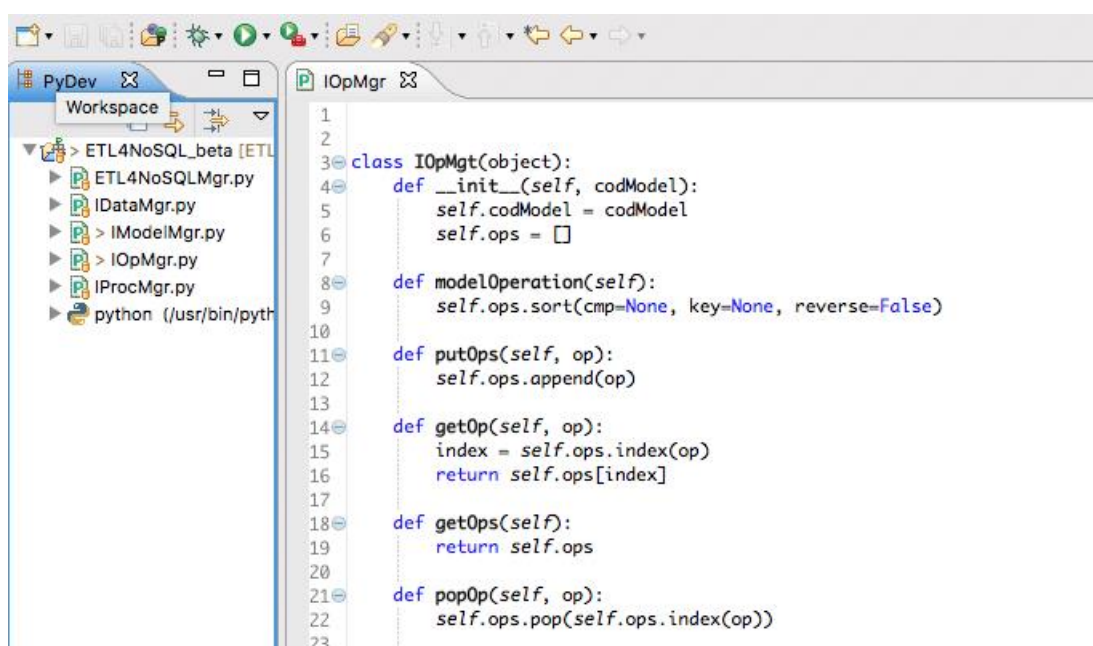 PyDev
Workspace
> ETL4NoSQL_beta [ETL
ETL4NoSQLMgr.py
IDataMgr.py
> IModelMgr.py
> IOpMgr.py
IProcMgr.py
python (/usr/bin/pyth
IOpMgr
1
2
3 class IOpMgt(object):
4     def __init__(self, codModel):
5         self.codModel = codModel
6         self.ops = []
7
8     def modelOperation(self):
9         self.ops.sort(cmp=None, key=None, reverse=False)
10
11     def putOps(self, op):
12         self.ops.append(op)
13
14     def getOp(self, op):
15         index = self.ops.index(op)
16         return self.ops[index]
17
18     def getOps(self):
19         return self.ops
20
21     def popOp(self, op):
22         self.ops.pop(self.ops.index(op))
23